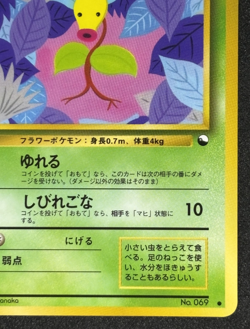 フラワーポケモン：身長0.7m、体重4kg
ゆれる
コインを投げて「おもて」なら、このカードは次の相手の番にダメージを受けない。（ダメージ以外の効果はそのまま）
しびれごな 10
コインを投げて「おもて」なら、相手を「マヒ」状態にする。
にげる
弱点
小さい虫をとらえて食べる。足のねっこを使い、水分をほきゅうすることもあるらしい。
anaka
No. 069 ●